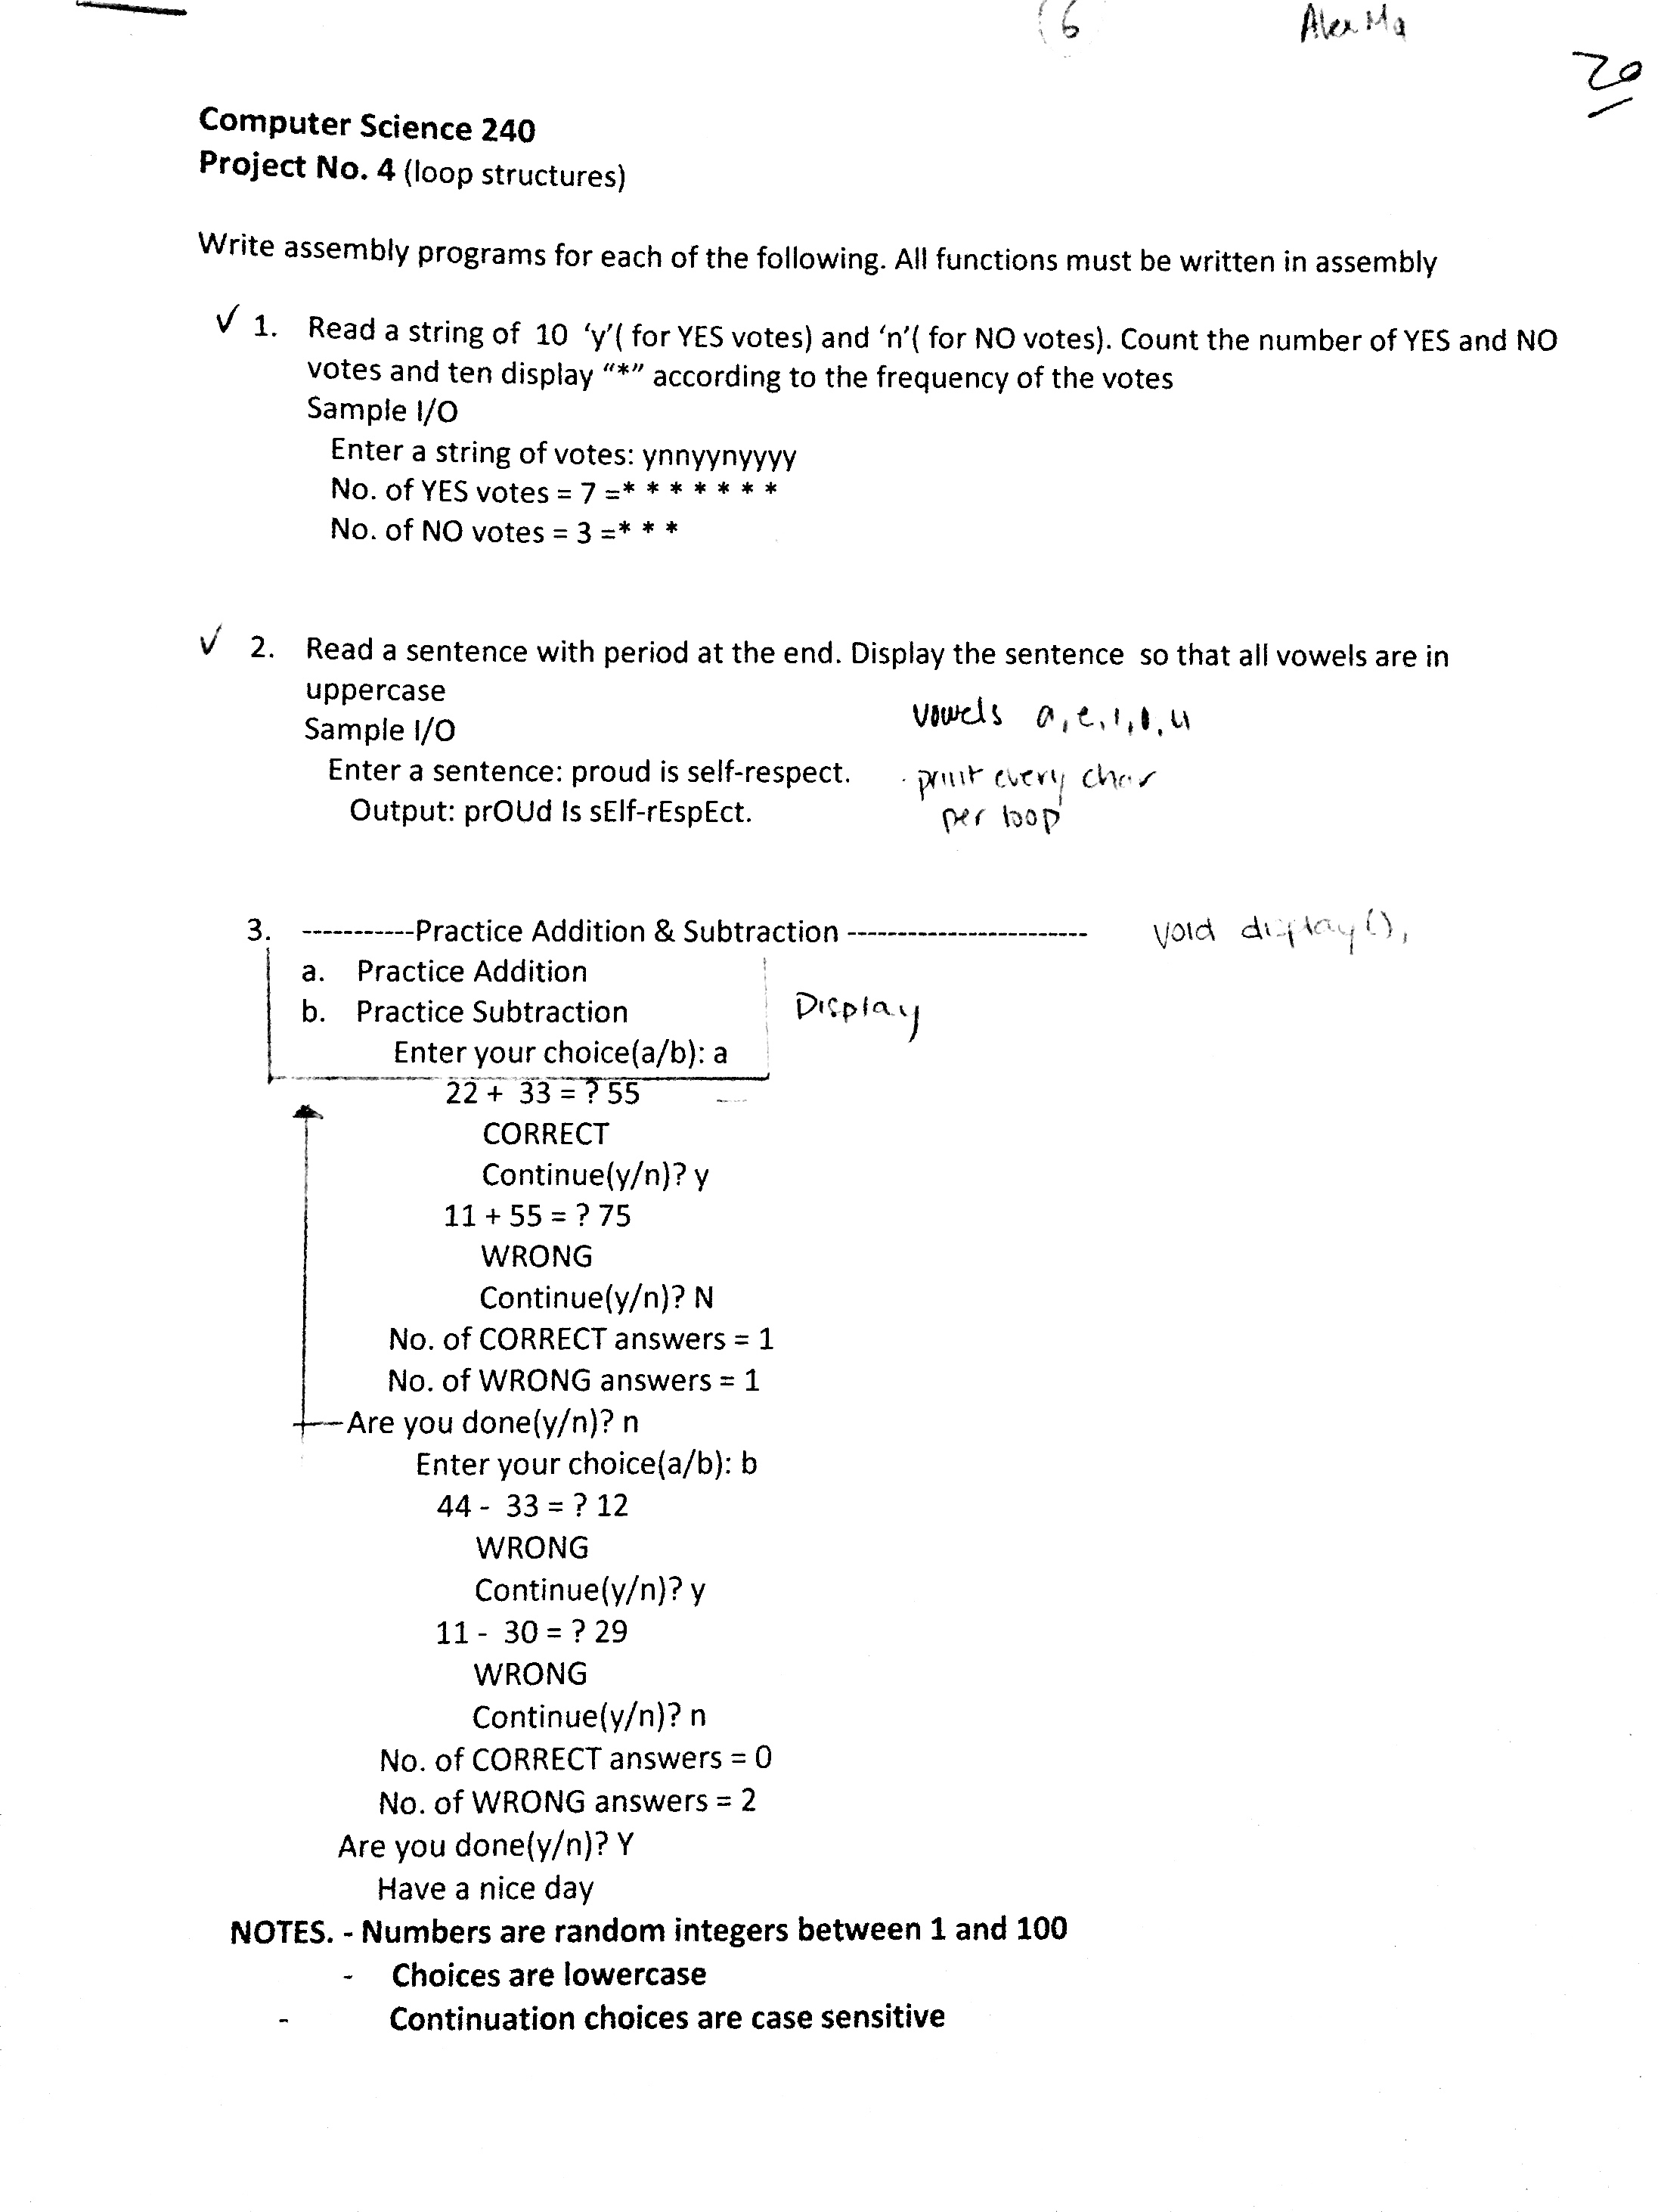 6 Alex Ma
20
Computer Science 240
Project No. 4 (loop structures)
Write assembly programs for each of the following. All functions must be written in assembly
✓ 1. Read a string of 10 ‘y’( for YES votes) and ‘n’( for NO votes). Count the number of YES and NO
votes and ten display “*” according to the frequency of the votes
Sample I/O
Enter a string of votes: ynnyynyyyy
No. of YES votes = 7 =* * * * * * *
No. of NO votes = 3 =* * *
✓ 2. Read a sentence with period at the end. Display the sentence so that all vowels are in
uppercase
Sample I/O
vowels a, e, i, o, u
Enter a sentence: proud is self-respect.
· print every char
Output: prOUd Is sElf-rEspEct.
per loop
3. -----------Practice Addition & Subtraction ------------------------
void display(),
a. Practice Addition
b. Practice Subtraction
Display
Enter your choice(a/b): a
22 + 33 = ? 55
CORRECT
Continue(y/n)? y
11 + 55 = ? 75
WRONG
Continue(y/n)? N
No. of CORRECT answers = 1
No. of WRONG answers = 1
Are you done(y/n)? n
Enter your choice(a/b): b
44 - 33 = ? 12
WRONG
Continue(y/n)? y
11 - 30 = ? 29
WRONG
Continue(y/n)? n
No. of CORRECT answers = 0
No. of WRONG answers = 2
Are you done(y/n)? Y
Have a nice day
NOTES. - Numbers are random integers between 1 and 100
- Choices are lowercase
- Continuation choices are case sensitive